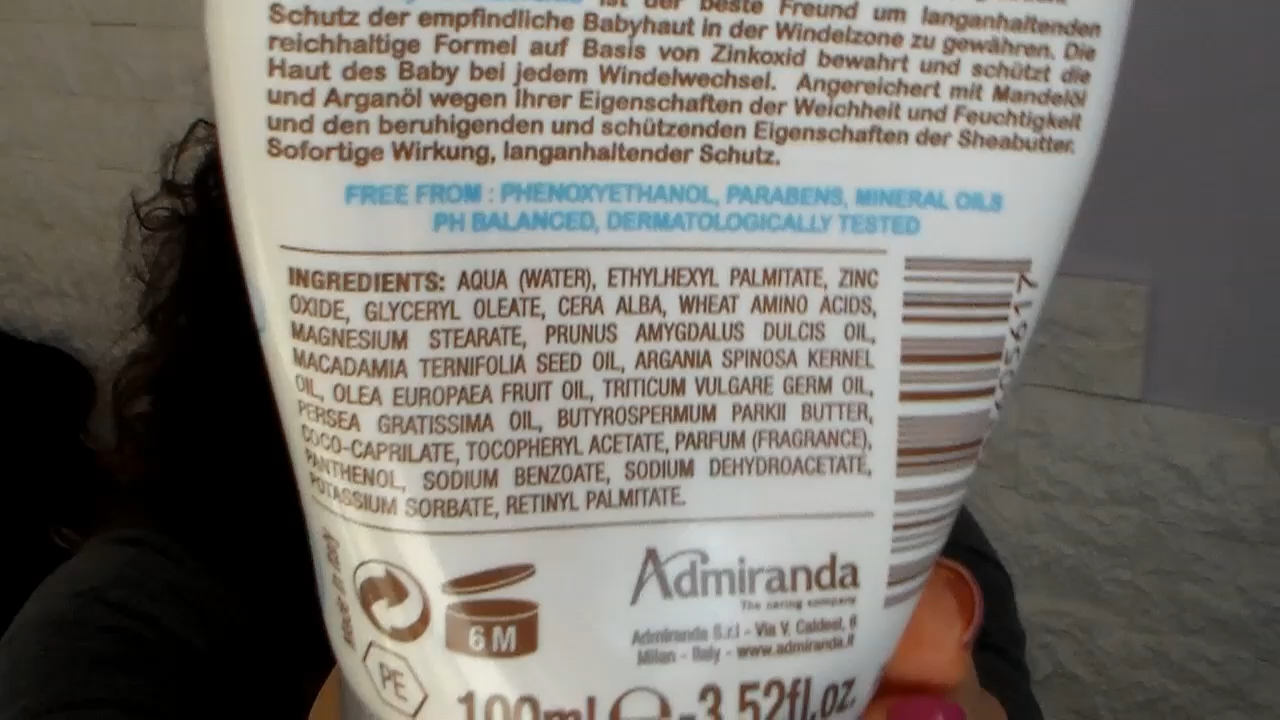 ist der beste Freund um langanhaltenden
Schutz der empfindliche Babyhaut in der Windelzone zu gewähren. Die
reichhaltige Formel auf Basis von Zinkoxid bewahrt und schützt die
Haut des Baby bei jedem Windelwechsel. Angereichert mit Mandelöl
und Arganöl wegen Ihrer Eigenschaften der Weichheit und Feuchtigkeit
und den beruhigenden und schützenden Eigenschaften der Sheabutter.
Sofortige Wirkung, langanhaltender Schutz.
FREE FROM : PHENOXYETHANOL, PARABENS, MINERAL OILS
PH BALANCED, DERMATOLOGICALLY TESTED
INGREDIENTS: AQUA (WATER), ETHYLHEXYL PALMITATE, ZINC
OXIDE, GLYCERYL OLEATE, CERA ALBA, WHEAT AMINO ACIDS,
MAGNESIUM STEARATE, PRUNUS AMYGDALUS DULCIS OIL,
MACADAMIA TERNIFOLIA SEED OIL, ARGANIA SPINOSA KERNEL
OIL, OLEA EUROPAEA FRUIT OIL, TRITICUM VULGARE GERM OIL,
PERSEA GRATISSIMA OIL, BUTYROSPERMUM PARKII BUTTER,
COCO-CAPRILATE, TOCOPHERYL ACETATE, PARFUM (FRAGRANCE),
PANTHENOL, SODIUM BENZOATE, SODIUM DEHYDROACETATE,
POTASSIUM SORBATE, RETINYL PALMITATE.
Made in Italy
6 M
PE
Admiranda
The caring company
Admiranda S.r.l - Via V. Caldesi, 6
Milan - Italy - www.admiranda.it
100ml e -3.52fl.oz.